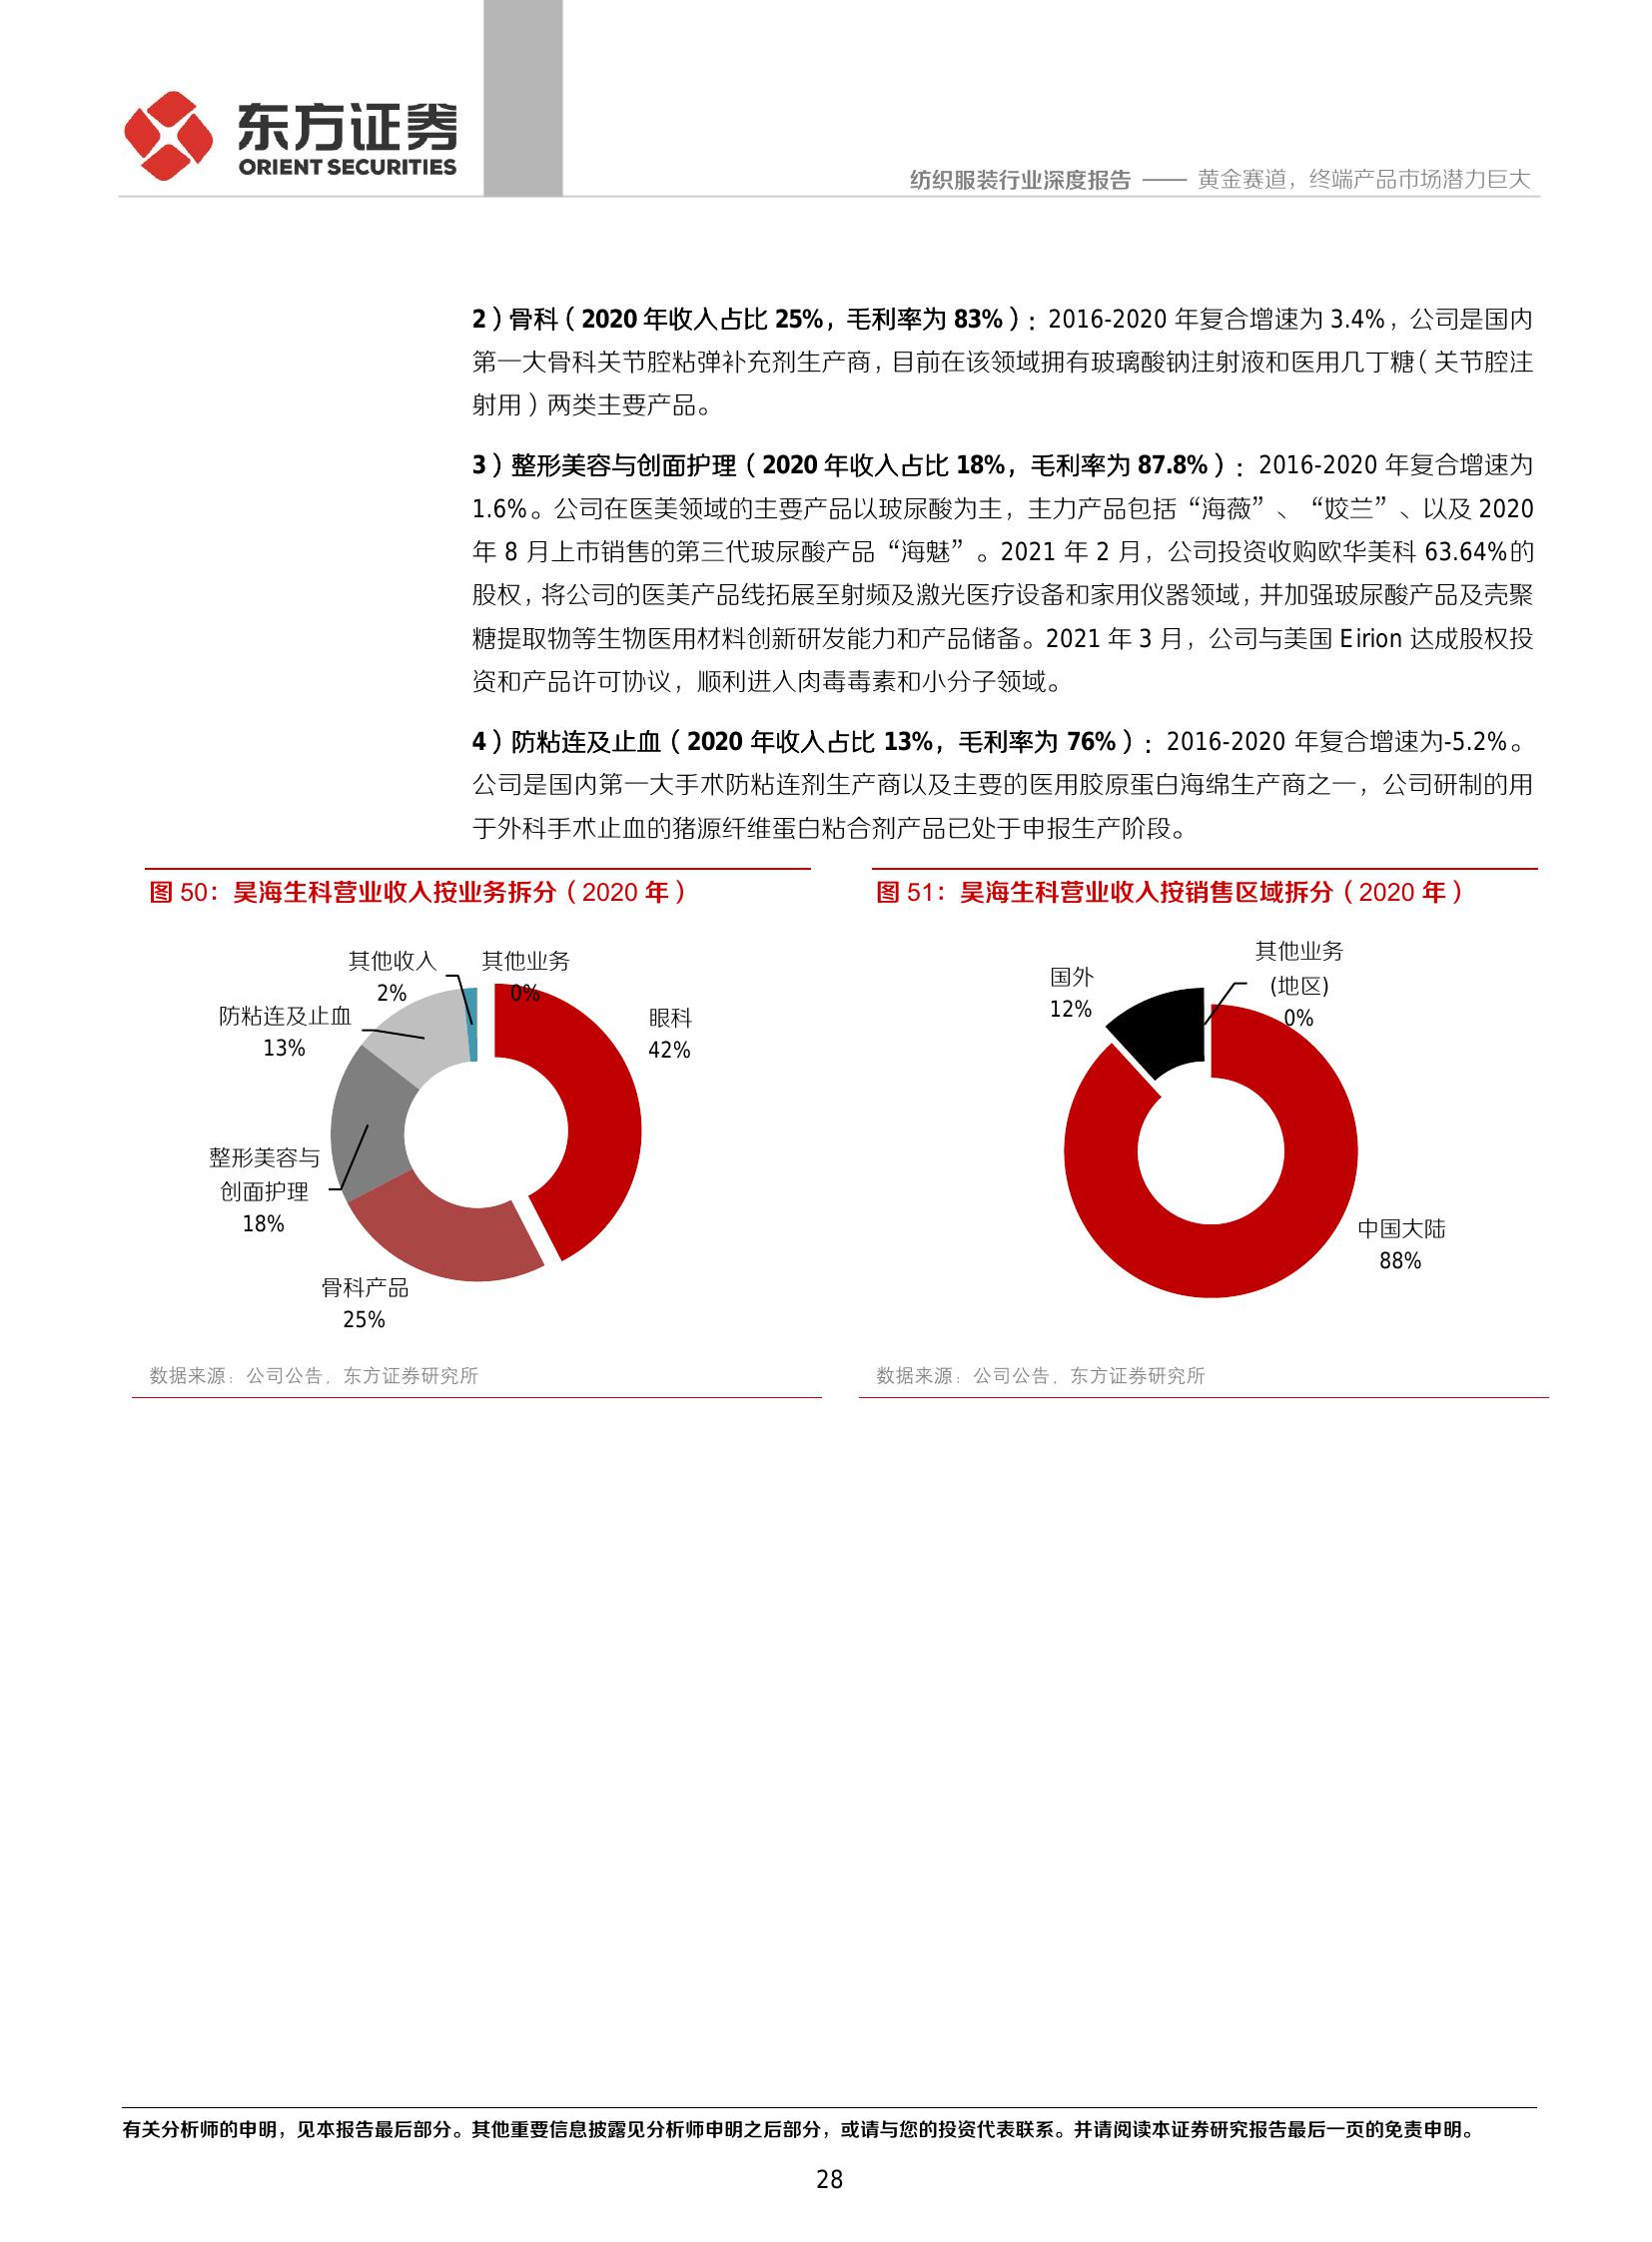 东方证券
ORIENT SECURITIES
纺织服装行业深度报告 —— 黄金赛道，终端产品市场潜力巨大
2）骨科（2020 年收入占比 25%，毛利率为 83%）：2016-2020 年复合增速为 3.4%，公司是国内
第一大骨科关节腔粘弹补充剂生产商，目前在该领域拥有玻璃酸钠注射液和医用几丁糖（关节腔注
射用）两类主要产品。
3）整形美容与创面护理（2020 年收入占比 18%，毛利率为 87.8%）：2016-2020 年复合增速为
1.6%。公司在医美领域的主要产品以玻尿酸为主，主力产品包括“海薇”、“姣兰”、以及 2020
年 8 月上市销售的第三代玻尿酸产品“海魅”。2021 年 2 月，公司投资收购欧华美科 63.64%的
股权，将公司的医美产品线拓展至射频及激光医疗设备和家用仪器领域，并加强玻尿酸产品及壳聚
糖提取物等生物医用材料创新研发能力和产品储备。2021 年 3 月，公司与美国 Eirion 达成股权投
资和产品许可协议，顺利进入肉毒毒素和小分子领域。
4）防粘连及止血（2020 年收入占比 13%，毛利率为 76%）：2016-2020 年复合增速为-5.2%。
公司是国内第一大手术防粘连剂生产商以及主要的医用胶原蛋白海绵生产商之一，公司研制的用
于外科手术止血的猪源纤维蛋白粘合剂产品已处于申报生产阶段。
图 50：昊海生科营业收入按业务拆分（2020 年）
其他收入
2%
其他业务
0%
防粘连及止血
13%
眼科
42%
整形美容与
创面护理
18%
骨科产品
25%
数据来源：公司公告，东方证券研究所
图 51：昊海生科营业收入按销售区域拆分（2020 年）
其他业务
(地区)
0%
国外
12%
中国大陆
88%
数据来源：公司公告，东方证券研究所
有关分析师的申明，见本报告最后部分。其他重要信息披露见分析师申明之后部分，或请与您的投资代表联系。并请阅读本证券研究报告最后一页的免责申明。
28